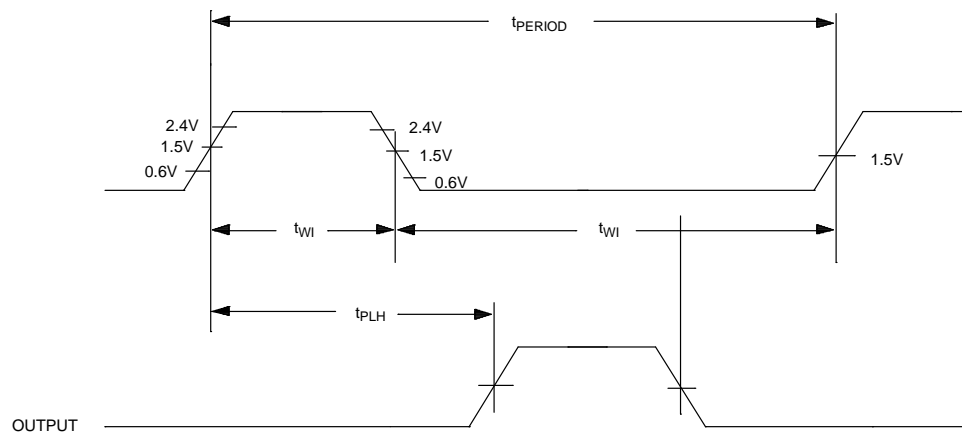 tPERIOD
2.4V
2.4V
1.5V
1.5V
1.5V
0.6V
0.6V
tWI
tWI
tPLH
OUTPUT